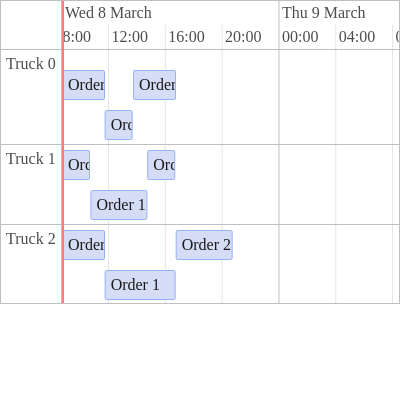 Wed 8 March Thu 9 March
8:00 12:00 16:00 20:00 00:00 04:00
Truck 0
Order Order
Truck 1
Order 1
Truck 2
Order Order 2
Order 1